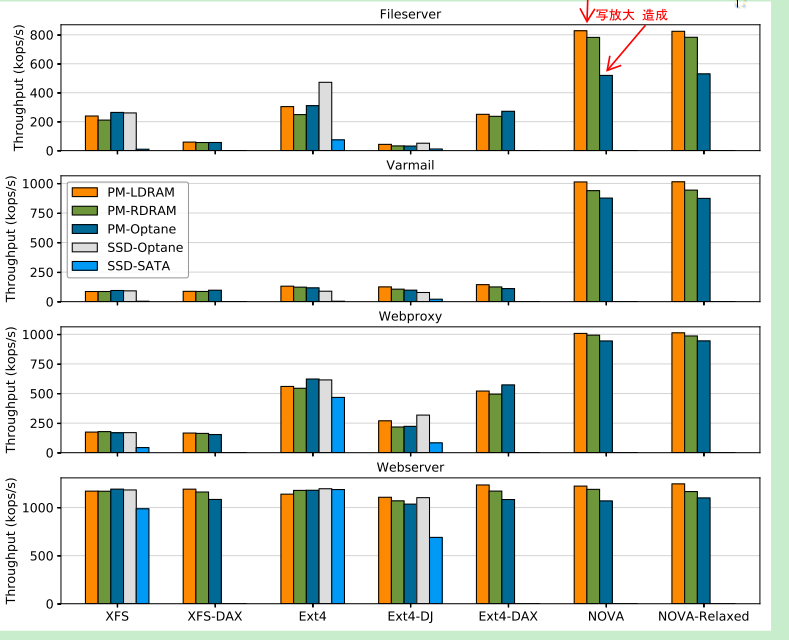 Fileserver
写放大 造成
Throughput (kops/s)
800
600
400
200
0
Varmail
Throughput (kops/s)
1000
750
500
250
0
PM-LDRAM
PM-RDRAM
PM-Optane
SSD-Optane
SSD-SATA
Webproxy
Throughput (kops/s)
1000
750
500
250
0
Webserver
Throughput (kops/s)
1000
500
0
XFS XFS-DAX Ext4 Ext4-DJ Ext4-DAX NOVA NOVA-Relaxed